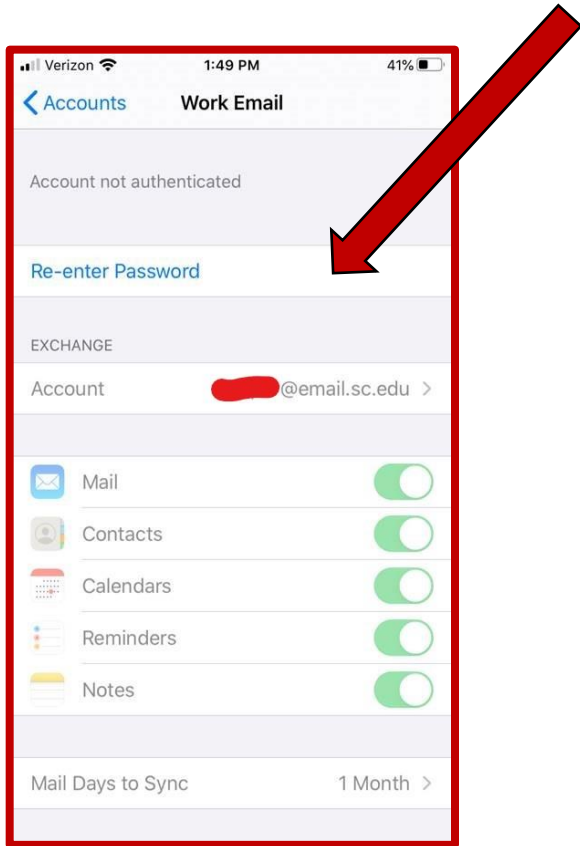 Verizon 1:49 PM 41%
Accounts Work Email
Account not authenticated
Re-enter Password
EXCHANGE
Account @email.sc.edu
Mail
Contacts
Calendars
Reminders
Notes
Mail Days to Sync 1 Month